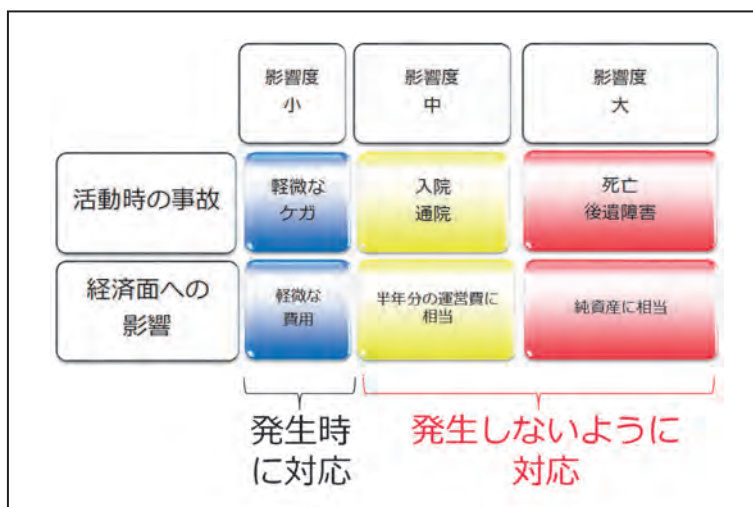 影響度
小
影響度
中
影響度
大
活動時の事故
軽微な
ケガ
入院
通院
死亡
後遺障害
経済面への
影響
軽微な
費用
半年分の運営費に
相当
純資産に相当
発生時
に対応
発生しないように
対応